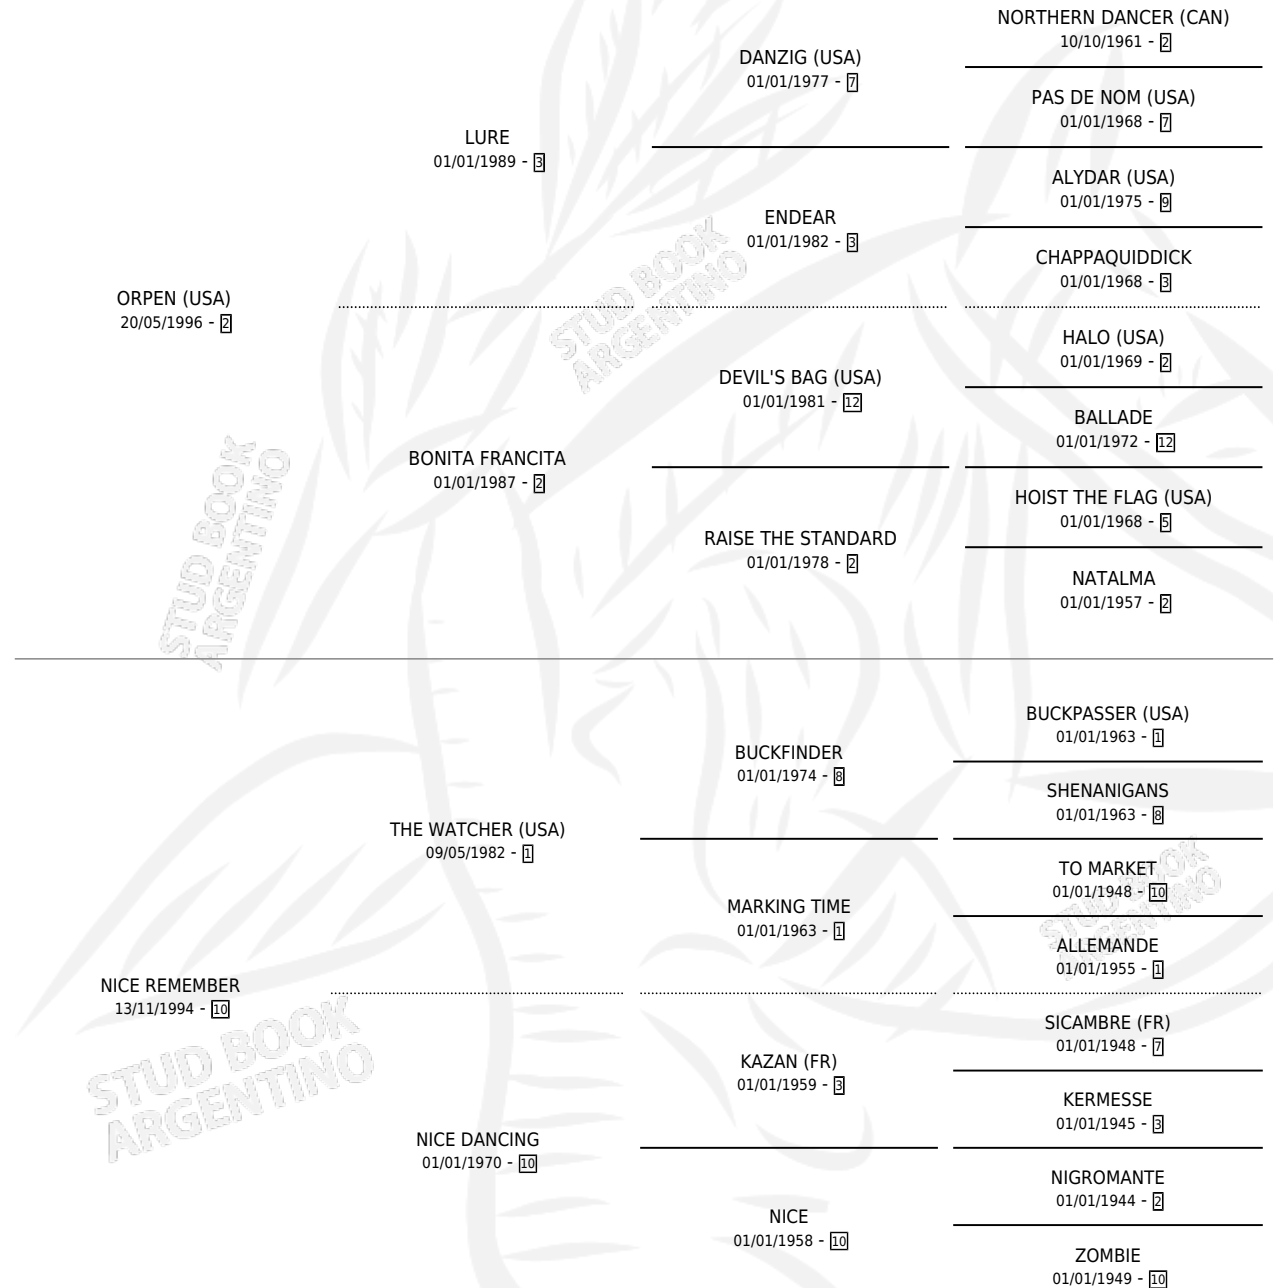 NORTHERN DANCER (CAN)
10/10/1961 - 2
DANZIG (USA)
01/01/1977 - 7
PAS DE NOM (USA)
01/01/1968 - 7
LURE
01/01/1989 - 3
ALYDAR (USA)
01/01/1975 - 9
ENDEAR
01/01/1982 - 3
CHAPPAQUIDDICK
01/01/1968 - 3
ORPEN (USA)
20/05/1996 - 2
STUD BOOK
ARGENTINO
HALO (USA)
01/01/1969 - 2
DEVIL'S BAG (USA)
01/01/1981 - 12
BALLADE
01/01/1972 - 12
BONITA FRANCITA
01/01/1987 - 2
HOIST THE FLAG (USA)
01/01/1968 - 5
RAISE THE STANDARD
01/01/1978 - 2
NATALMA
01/01/1957 - 2
STUD BOOK
ARGENTINO
BUCKPASSER (USA)
01/01/1963 - 1
BUCKFINDER
01/01/1974 - 8
SHENANIGANS
01/01/1963 - 8
THE WATCHER (USA)
09/05/1982 - 1
TO MARKET
01/01/1948 - 10
MARKING TIME
01/01/1963 - 1
STUD BOOK
ARGENTINO
ALLEMANDE
01/01/1955 - 1
NICE REMEMBER
13/11/1994 - 10
SICAMBRE (FR)
01/01/1948 - 7
KAZAN (FR)
01/01/1959 - 3
STUD BOOK
ARGENTINO
KERMESSE
01/01/1945 - 3
NICE DANCING
01/01/1970 - 10
NIGROMANTE
01/01/1944 - 2
NICE
01/01/1958 - 10
ZOMBIE
01/01/1949 - 10